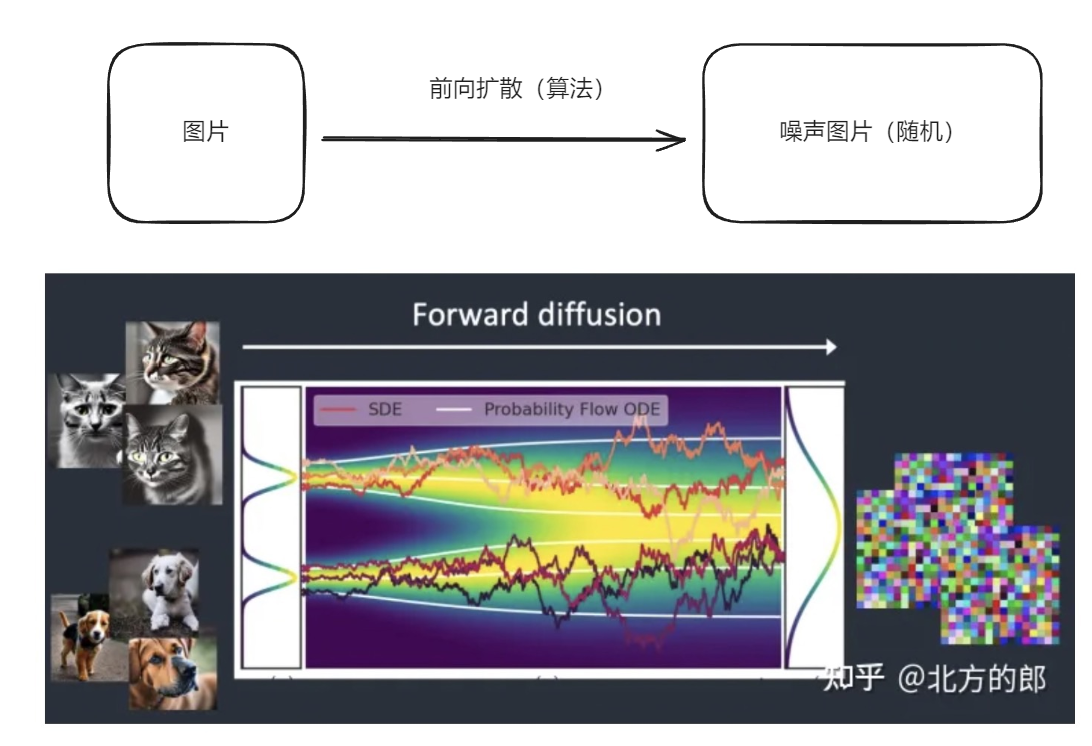 前向扩散（算法）
图片
噪声图片（随机）
Forward diffusion
SDE
Probability Flow ODE
知乎 @北方的郎